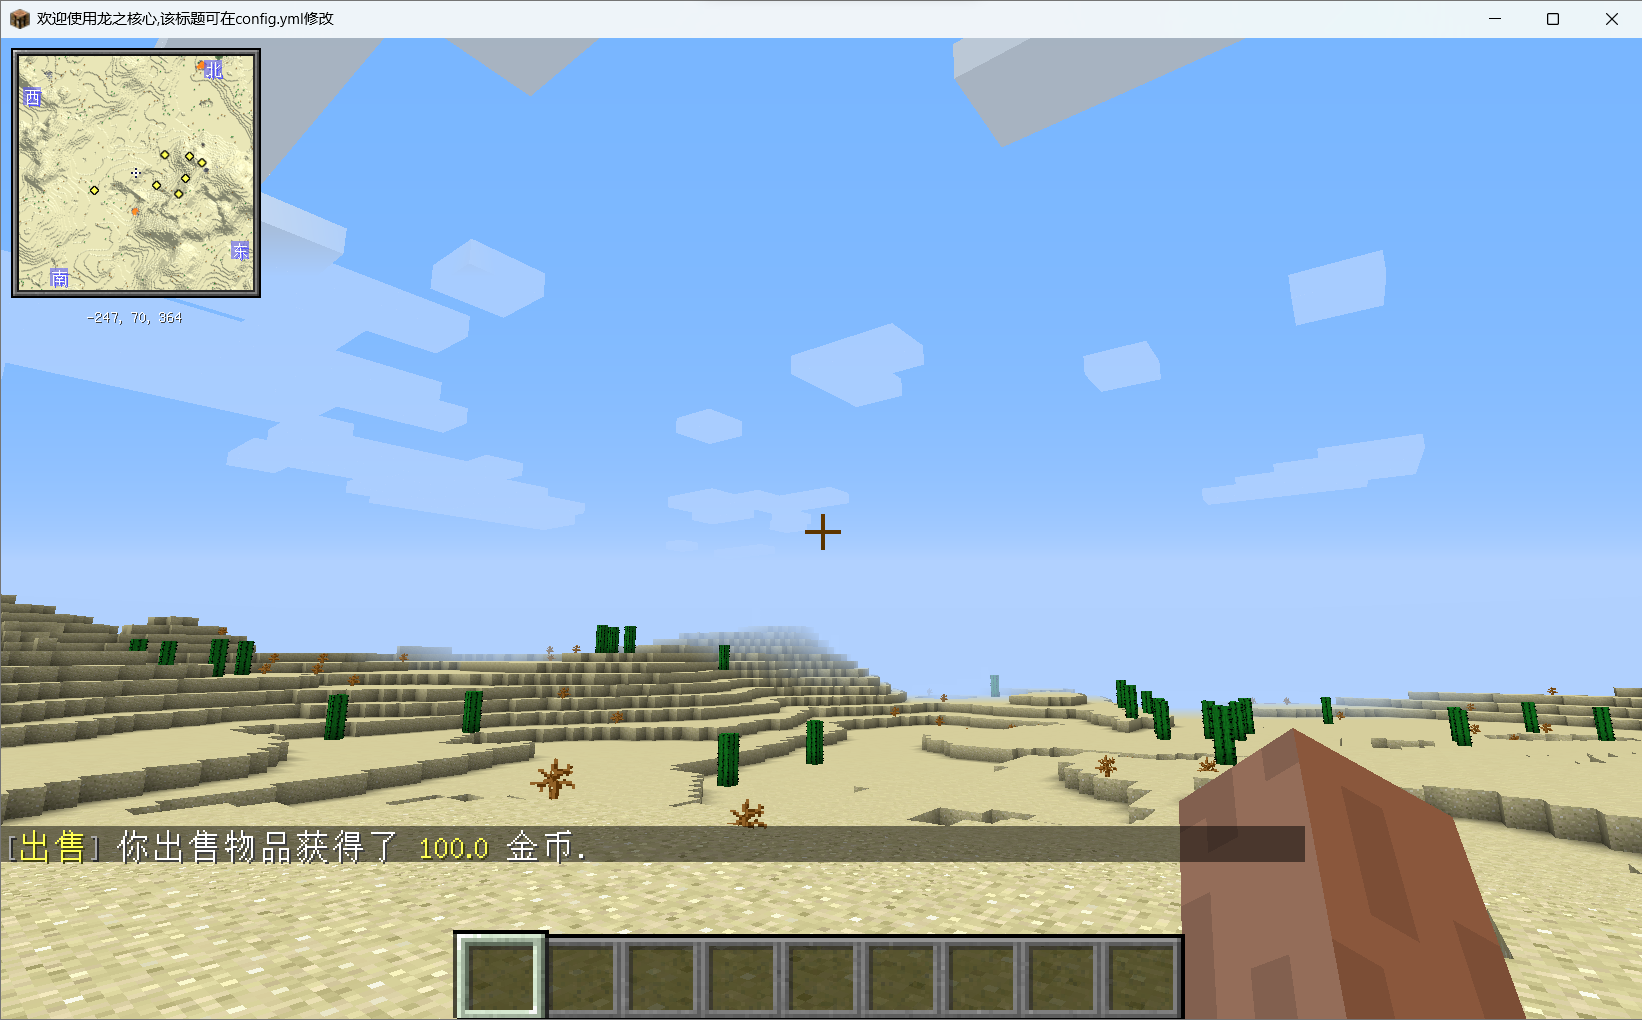 欢迎使用龙之核心,该标题可在config.yml修改
北
西
东
南
-247, 70, 364
[出售] 你出售物品获得了 100.0 金币.